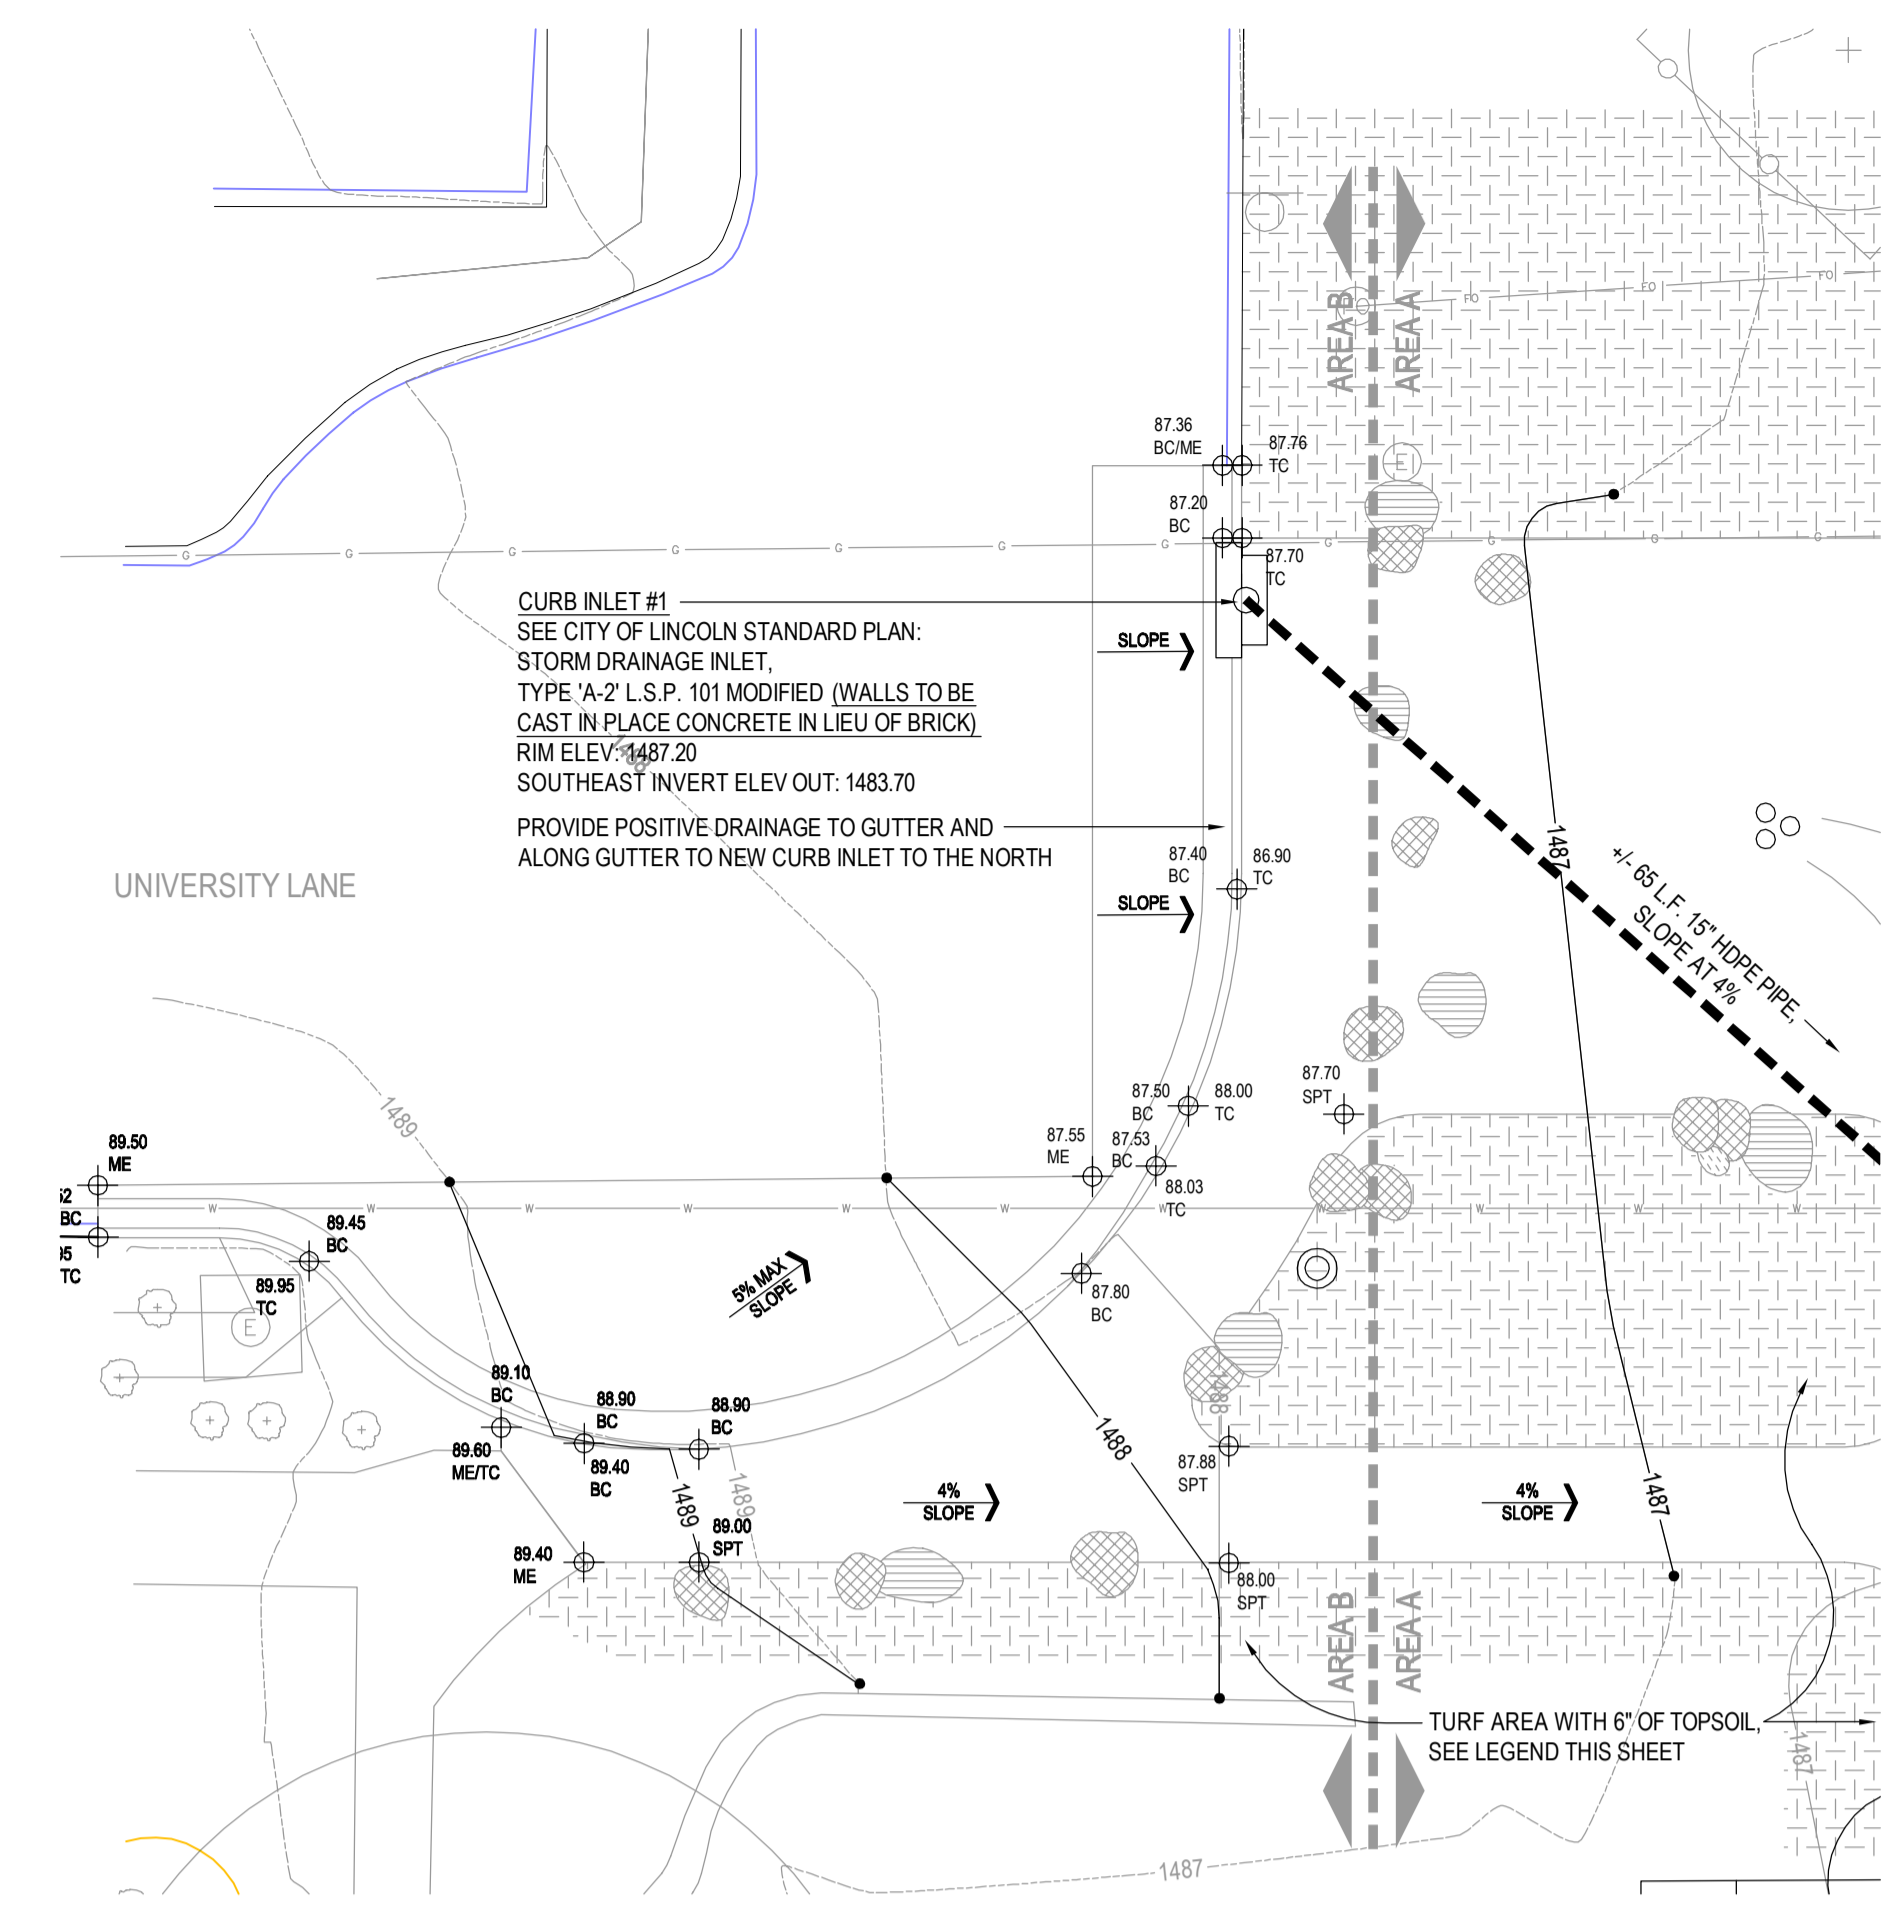 87.36
BC/ME
87.76
TC
87.20
BC
87.70
TC
AREA B
AREA A
E
FO
FO
FO
G
G
G
G
G
G
G
G
G
G
G
CURB INLET #1
SEE CITY OF LINCOLN STANDARD PLAN:
STORM DRAINAGE INLET,
TYPE 'A-2' L.S.P. 101 MODIFIED (WALLS TO BE
CAST IN PLACE CONCRETE IN LIEU OF BRICK)
RIM ELEV: 1487.20
SOUTHEAST INVERT ELEV OUT: 1483.70
1488
SLOPE
PROVIDE POSITIVE DRAINAGE TO GUTTER AND
ALONG GUTTER TO NEW CURB INLET TO THE NORTH
UNIVERSITY LANE
87.40
BC
86.90
TC
SLOPE
1487
+/- 65 L.F. 15" HDPE PIPE,
SLOPE AT 4%
1489
87.50
BC
88.00
TC
87.70
SPT
87.55
ME
87.53
BC
88.03
TC
89.50
ME
52
BC
95
TC
W
W
W
W
W
W
W
W
W
W
W
89.45
BC
89.95
TC
E
5% MAX
SLOPE
87.80
BC
89.10
BC
88.90
BC
88.90
BC
89.60
ME/TC
89.40
BC
1489
1489
89.00
SPT
89.40
ME
4%
SLOPE
1488
1488
87.88
SPT
88.00
SPT
4%
SLOPE
1487
AREA B
AREA A
TURF AREA WITH 6" OF TOPSOIL,
SEE LEGEND THIS SHEET
1487
1487